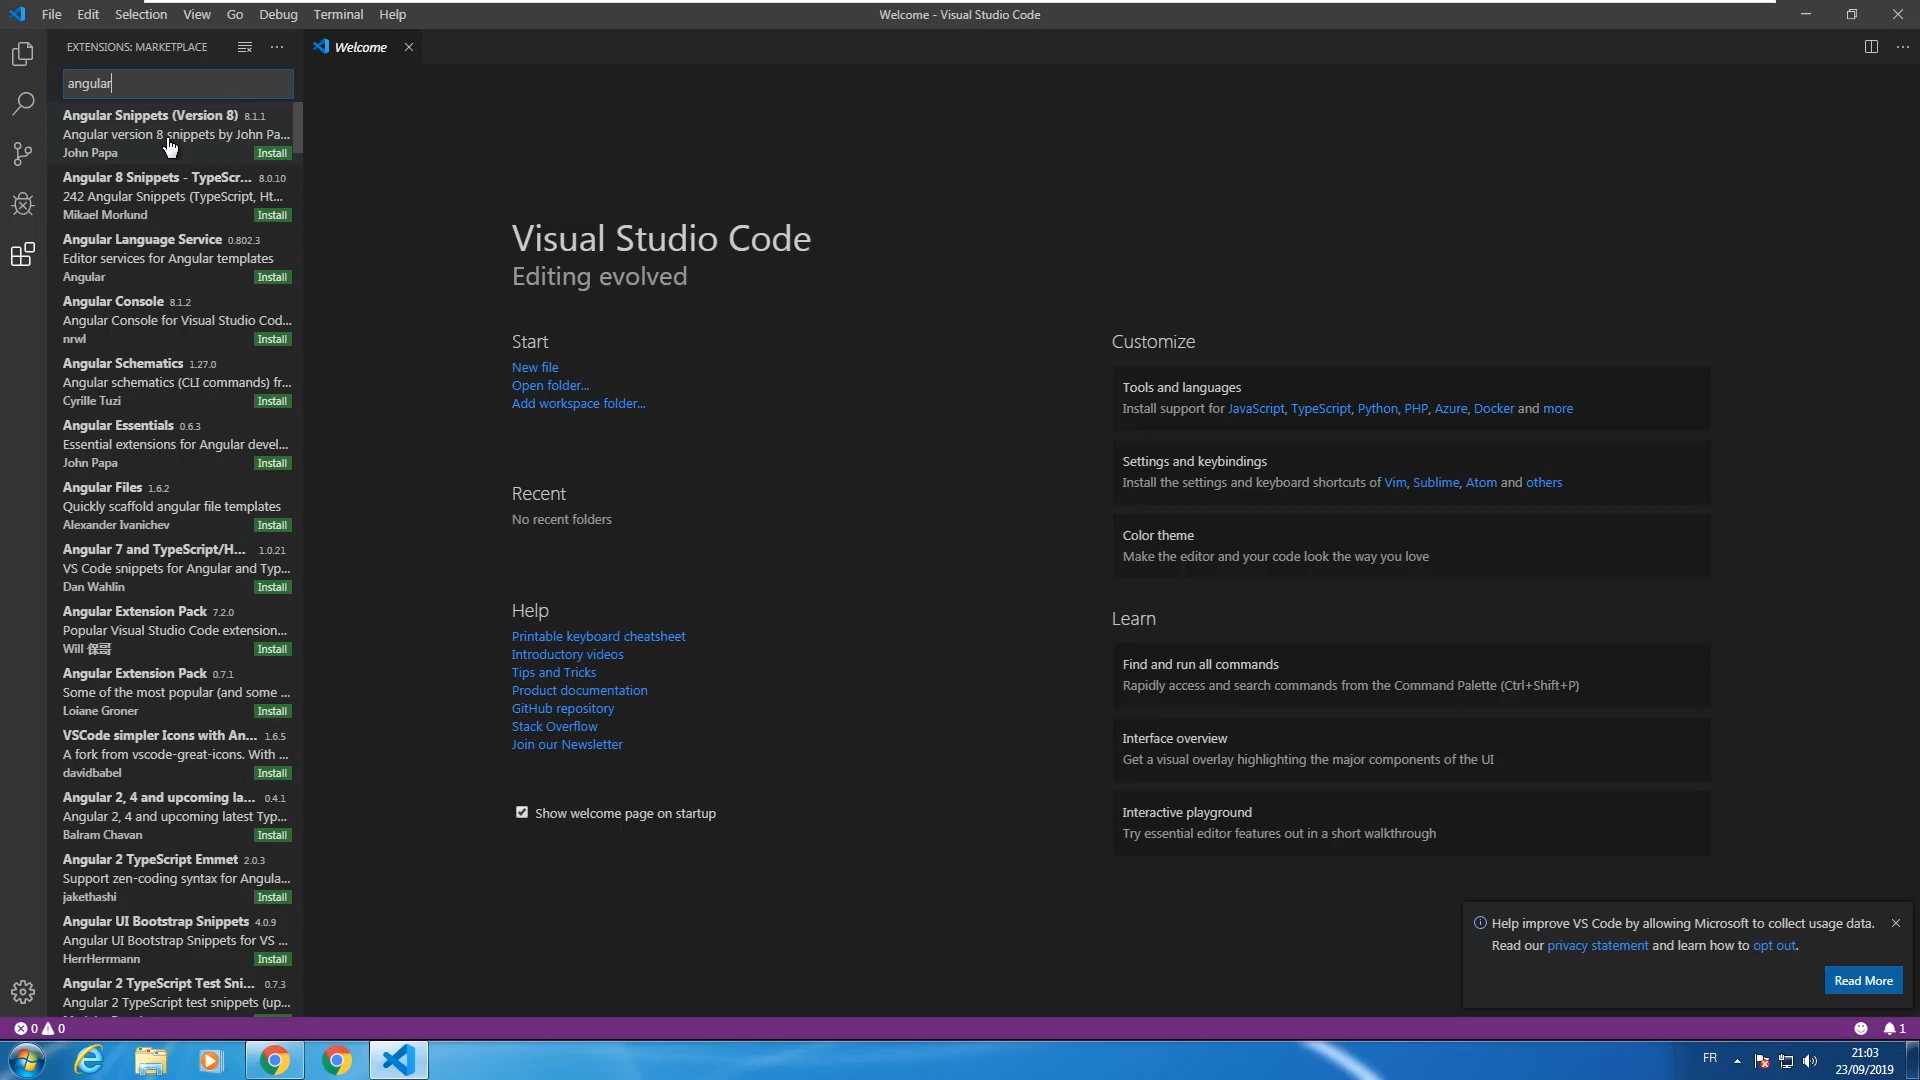 File Edit Selection View Go Debug Terminal Help
Welcome - Visual Studio Code
EXTENSIONS: MARKETPLACE
Welcome
angular
Angular Snippets (Version 8) 8.1.1
Angular version 8 snippets by John Pa...
John Papa Install
Angular 8 Snippets - TypeScr... 8.0.10
242 Angular Snippets (TypeScript, Ht...
Mikael Morlund Install
Angular Language Service 0.802.3
Editor services for Angular templates
Angular Install
Angular Console 8.1.2
Angular Console for Visual Studio Cod...
nrwl Install
Angular Schematics 1.27.0
Angular schematics (CLI commands) fr...
Cyrille Tuzi Install
Angular Essentials 0.6.3
Essential extensions for Angular devel...
John Papa Install
Angular Files 1.6.2
Quickly scaffold angular file templates
Alexander Ivanichev Install
Angular 7 and TypeScript/H... 1.0.21
VS Code snippets for Angular and Typ...
Dan Wahlin Install
Angular Extension Pack 7.2.0
Popular Visual Studio Code extension...
Will 保哥 Install
Angular Extension Pack 0.7.1
Some of the most popular (and some ...
Loiane Groner Install
VSCode simpler Icons with An... 1.6.5
A fork from vscode-great-icons. With ...
davidbabel Install
Angular 2, 4 and upcoming la... 0.4.1
Angular 2, 4 and upcoming latest Typ...
Balram Chavan Install
Angular 2 TypeScript Emmet 2.0.3
Support zen-coding syntax for Angula...
jakethashi Install
Angular UI Bootstrap Snippets 4.0.9
Angular UI Bootstrap Snippets for VS ...
HerrHerrmann Install
Angular 2 TypeScript Test Sni... 0.7.3
Angular 2 TypeScript test snippets (up...
Visual Studio Code
Editing evolved
Start
New file
Open folder...
Add workspace folder...
Recent
No recent folders
Help
Printable keyboard cheatsheet
Introductory videos
Tips and Tricks
Product documentation
GitHub repository
Stack Overflow
Join our Newsletter
Show welcome page on startup
Customize
Tools and languages
Install support for JavaScript, TypeScript, Python, PHP, Azure, Docker and more
Settings and keybindings
Install the settings and keyboard shortcuts of Vim, Sublime, Atom and others
Color theme
Make the editor and your code look the way you love
Learn
Find and run all commands
Rapidly access and search commands from the Command Palette (Ctrl+Shift+P)
Interface overview
Get a visual overlay highlighting the major components of the UI
Interactive playground
Try essential editor features out in a short walkthrough
Help improve VS Code by allowing Microsoft to collect usage data.
Read our privacy statement and learn how to opt out.
Read More
0 0
1
FR
21:03
23/09/2019